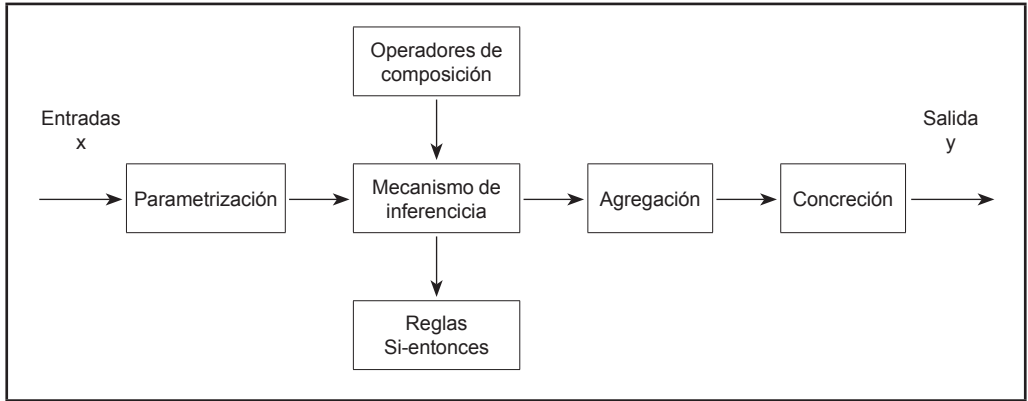 Operadores de
composición
Entradas
x
Salida
y
Parametrización
Mecanismo de
inferencicia
Agregación
Concreción
Reglas
Si-entonces